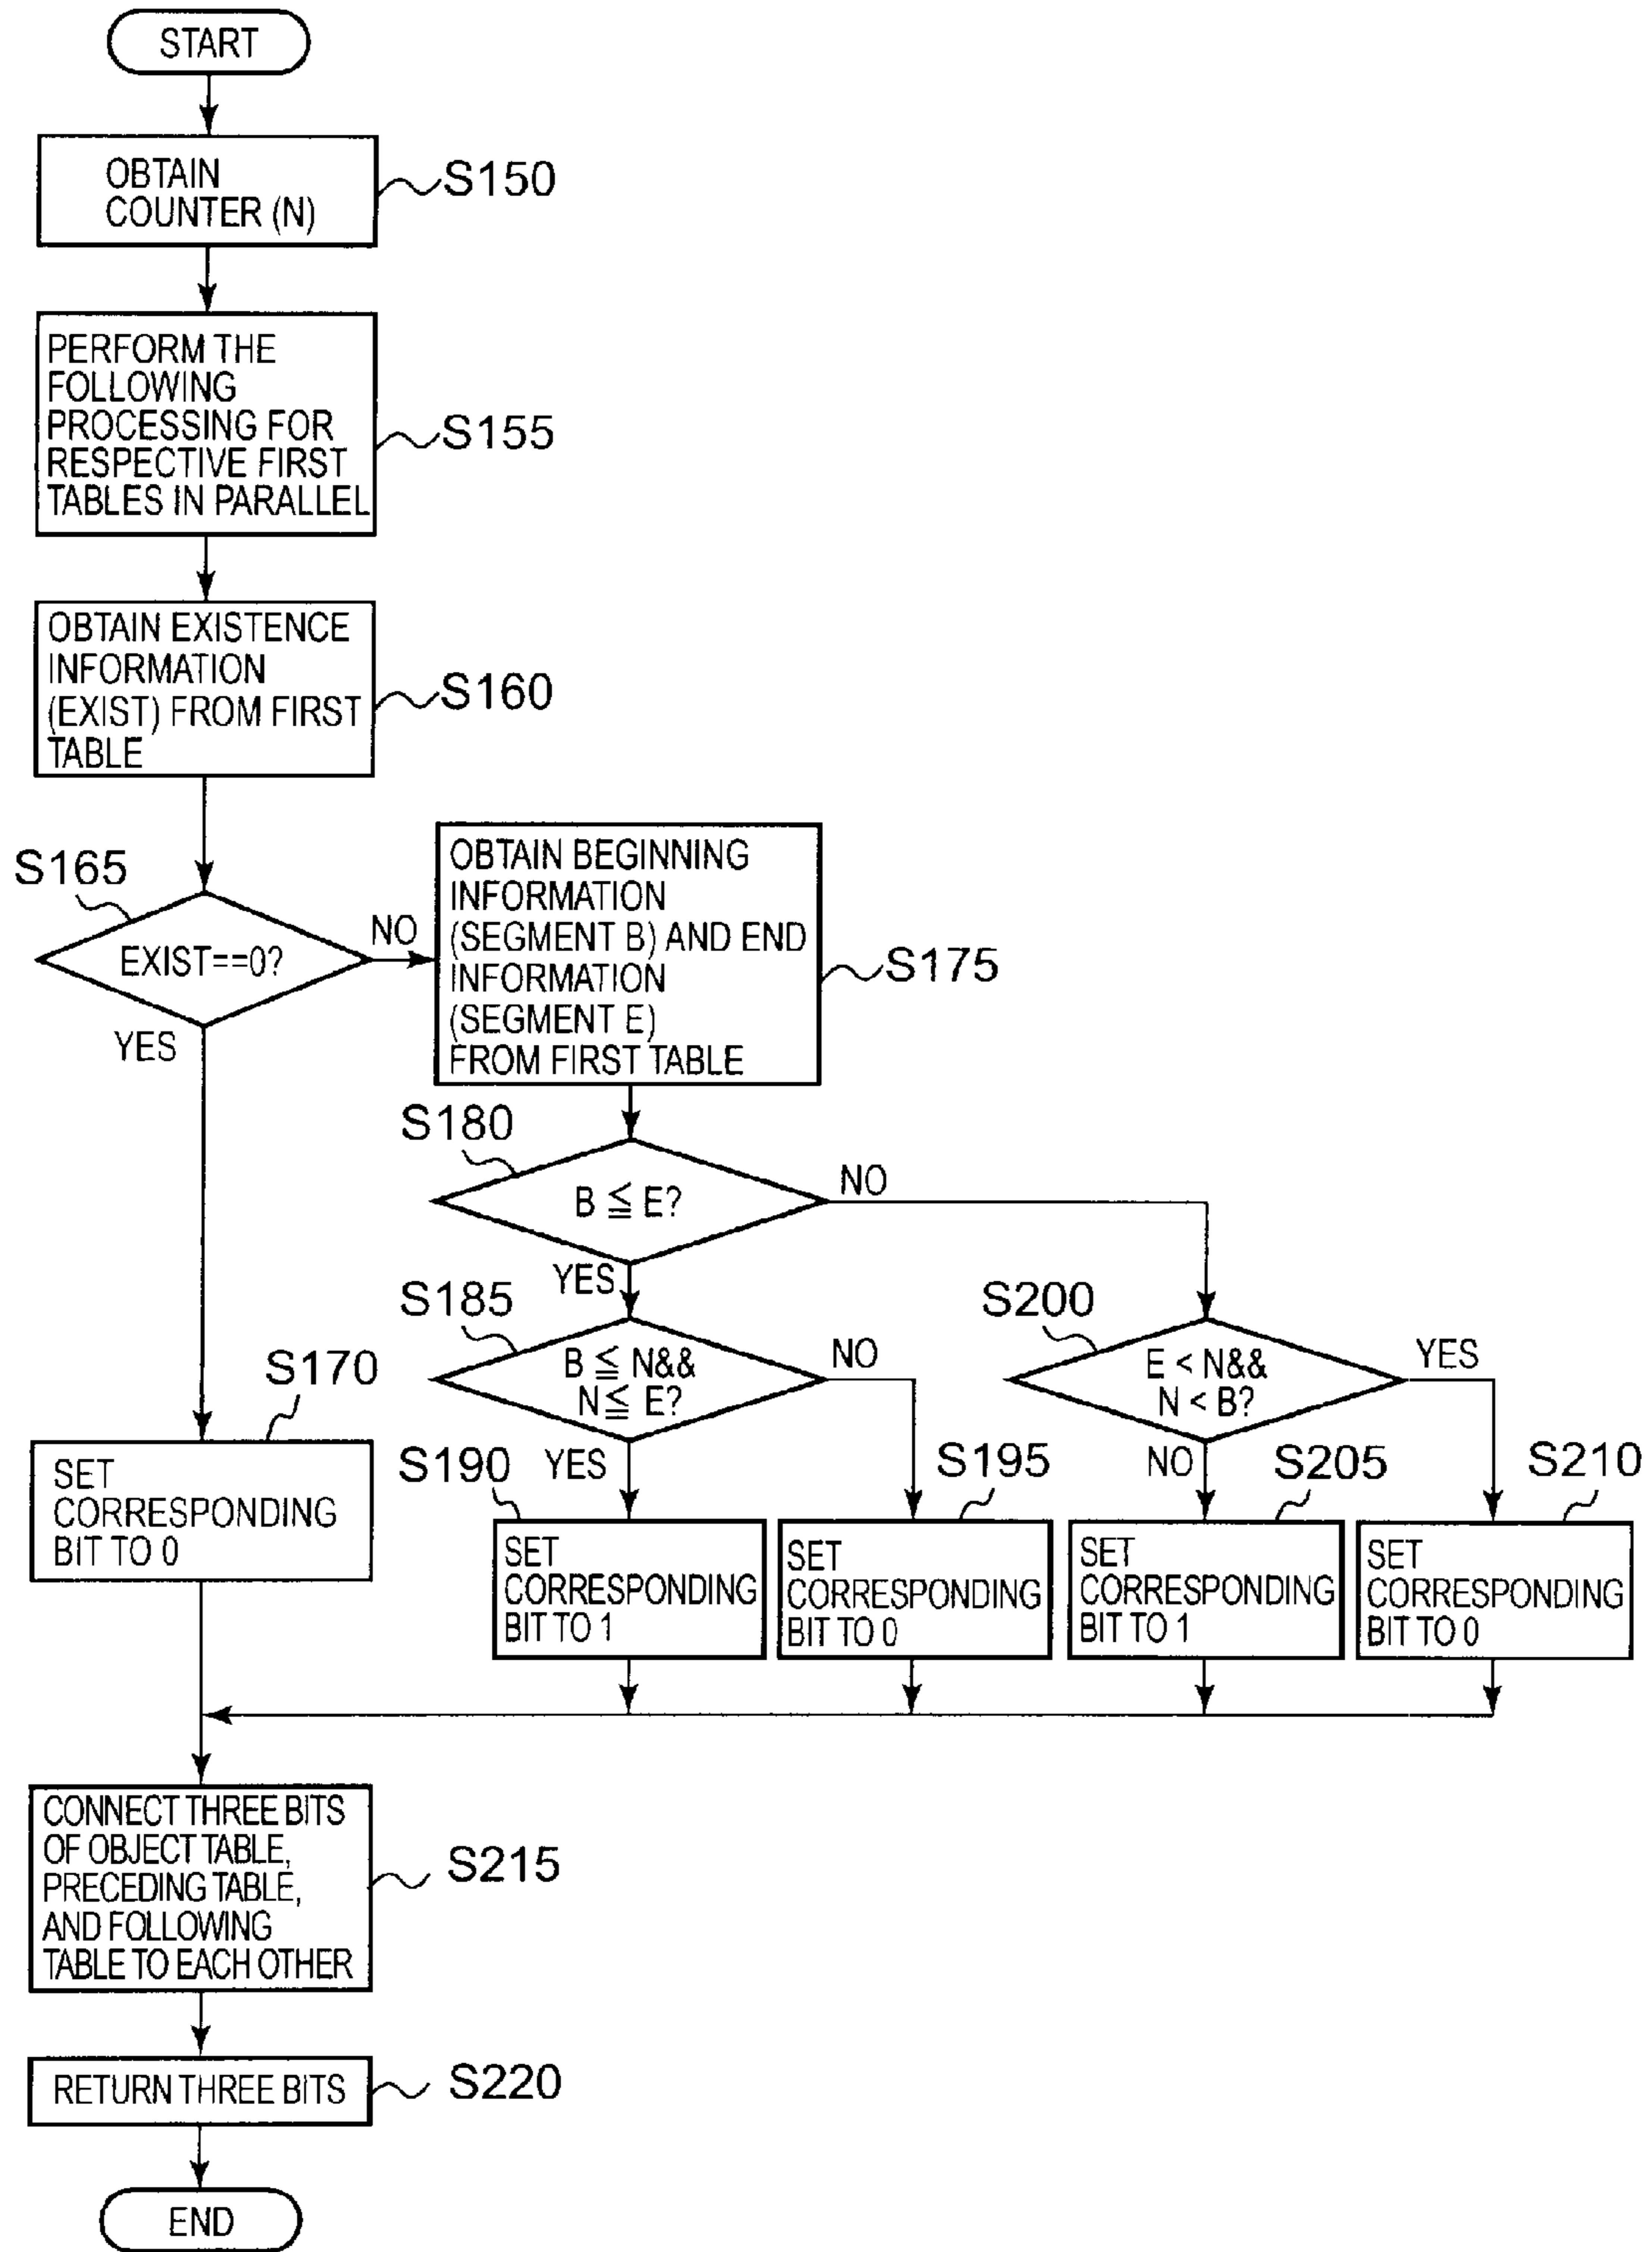 START
OBTAIN
COUNTER (N)
S150
PERFORM THE
FOLLOWING
PROCESSING FOR
RESPECTIVE FIRST
TABLES IN PARALLEL
S155
OBTAIN EXISTENCE
INFORMATION
(EXIST) FROM FIRST
TABLE
S160
S165
EXIST==0?
NO
YES
OBTAIN BEGINNING
INFORMATION
(SEGMENT B) AND END
INFORMATION
(SEGMENT E)
FROM FIRST TABLE
S175
S180
B ≦ E?
NO
YES
S185
B ≦ N&&
N ≦ E?
NO
YES
S200
E < N&&
N < B?
YES
NO
S170
SET
CORRESPONDING
BIT TO 0
S190
SET
CORRESPONDING
BIT TO 1
S195
SET
CORRESPONDING
BIT TO 0
S205
SET
CORRESPONDING
BIT TO 1
S210
SET
CORRESPONDING
BIT TO 0
CONNECT THREE BITS
OF OBJECT TABLE,
PRECEDING TABLE,
AND FOLLOWING
TABLE TO EACH OTHER
S215
RETURN THREE BITS
S220
END